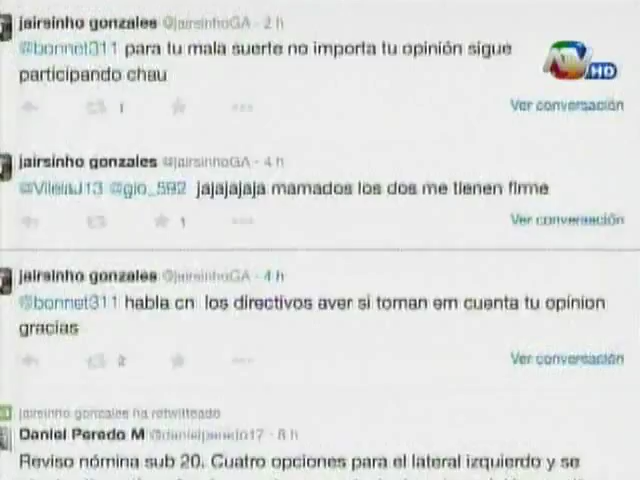 jairsinho gonzales @jairsinhoGA - 2 h
@bonnet311 para tu mala suerte no importa tu opinión sigue
participando chau
1
Ver conversación
ATV HD
jairsinho gonzales @jairsinhoGA - 4 h
@VilelaJ13 @gio_592 jajajajaja mamados los dos me tienen firme
1
Ver conversación
jairsinho gonzales @jairsinhoGA - 4 h
@bonnet311 habla cn los directivos aver si toman em cuenta tu opinion
gracias
2
Ver conversación
jairsinho gonzales ha retwitteado
Daniel Peredo M @danielperedo17 - 8 h
Reviso nómina sub 20. Cuatro opciones para el lateral izquierdo y se